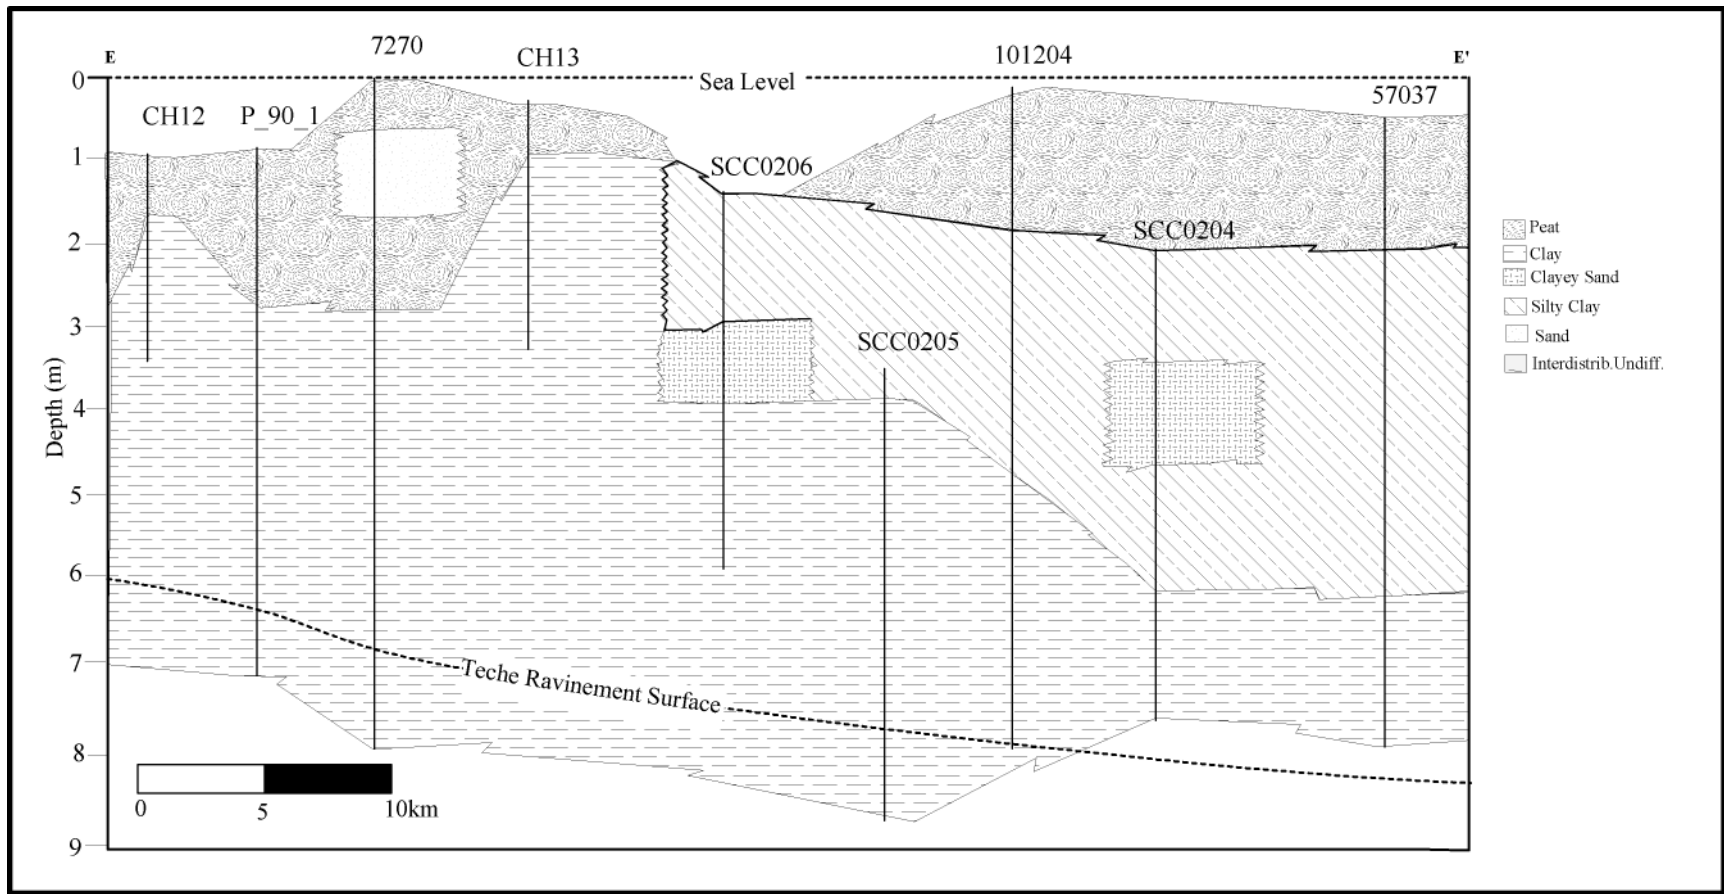 E
7270
CH13
101204
E'
0
Sea Level
57037
CH12
P_90_1
1
SCC0206
2
SCC0204
Peat
Clay
Clayey Sand
Silty Clay
Sand
Interdistrib.Undiff.
3
SCC0205
Depth (m)
4
5
6
7
Teche Ravinement Surface
8
0
5
10km
9